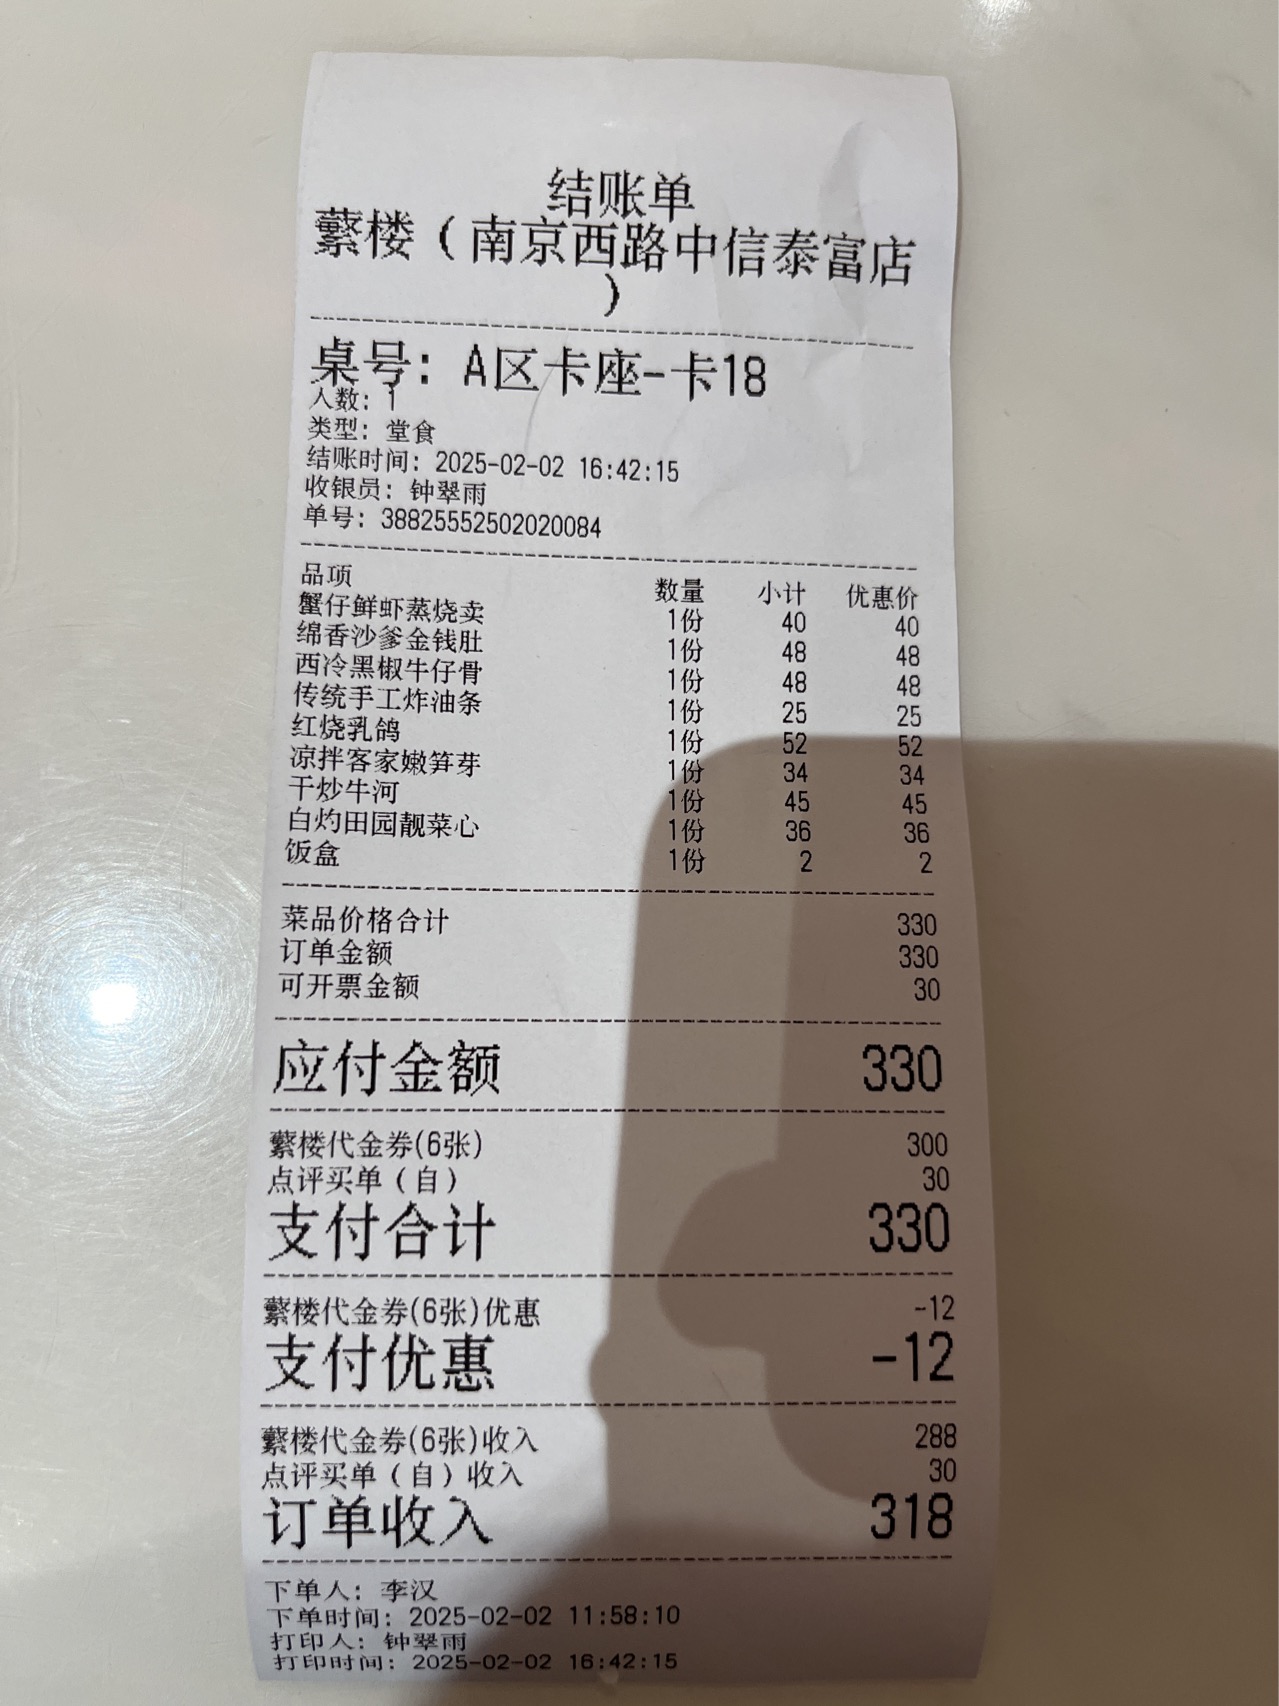 结账单
蘩楼（南京西路中信泰富店
）
桌号：A区卡座-卡18
人数：1
类型：堂食
结账时间：2025-02-02 16:42:15
收银员：钟翠雨
单号：38825552502020084
品项 数量 小计 优惠价
蟹仔鲜虾蒸烧卖 1份 40 40
绵香沙爹金钱肚 1份 48 48
西冷黑椒牛仔骨 1份 48 48
传统手工炸油条 1份 25 25
红烧乳鸽 1份 52 52
凉拌客家嫩笋芽 1份 34 34
干炒牛河 1份 45 45
白灼田园靓菜心 1份 36 36
饭盒 1份 2 2
菜品价格合计 330
订单金额 330
可开票金额 30
应付金额 330
蘩楼代金券(6张) 300
点评买单（自） 30
支付合计 330
蘩楼代金券(6张)优惠 -12
支付优惠 -12
蘩楼代金券(6张)收入 288
点评买单（自）收入 30
订单收入 318
下单人：李汉
下单时间：2025-02-02 11:58:10
打印人：钟翠雨
打印时间：2025-02-02 16:42:15